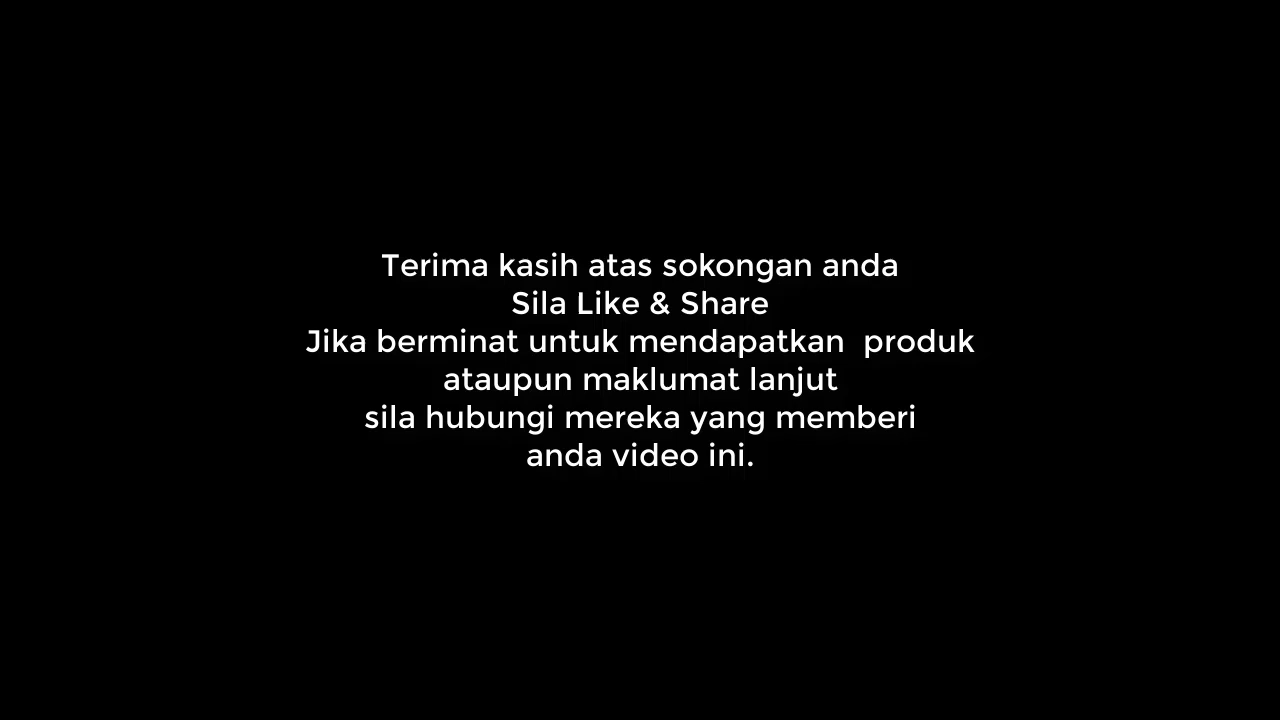 Terima kasih atas sokongan anda
Sila Like & Share
Jika berminat untuk mendapatkan  produk
ataupun maklumat lanjut
sila hubungi mereka yang memberi
anda video ini.